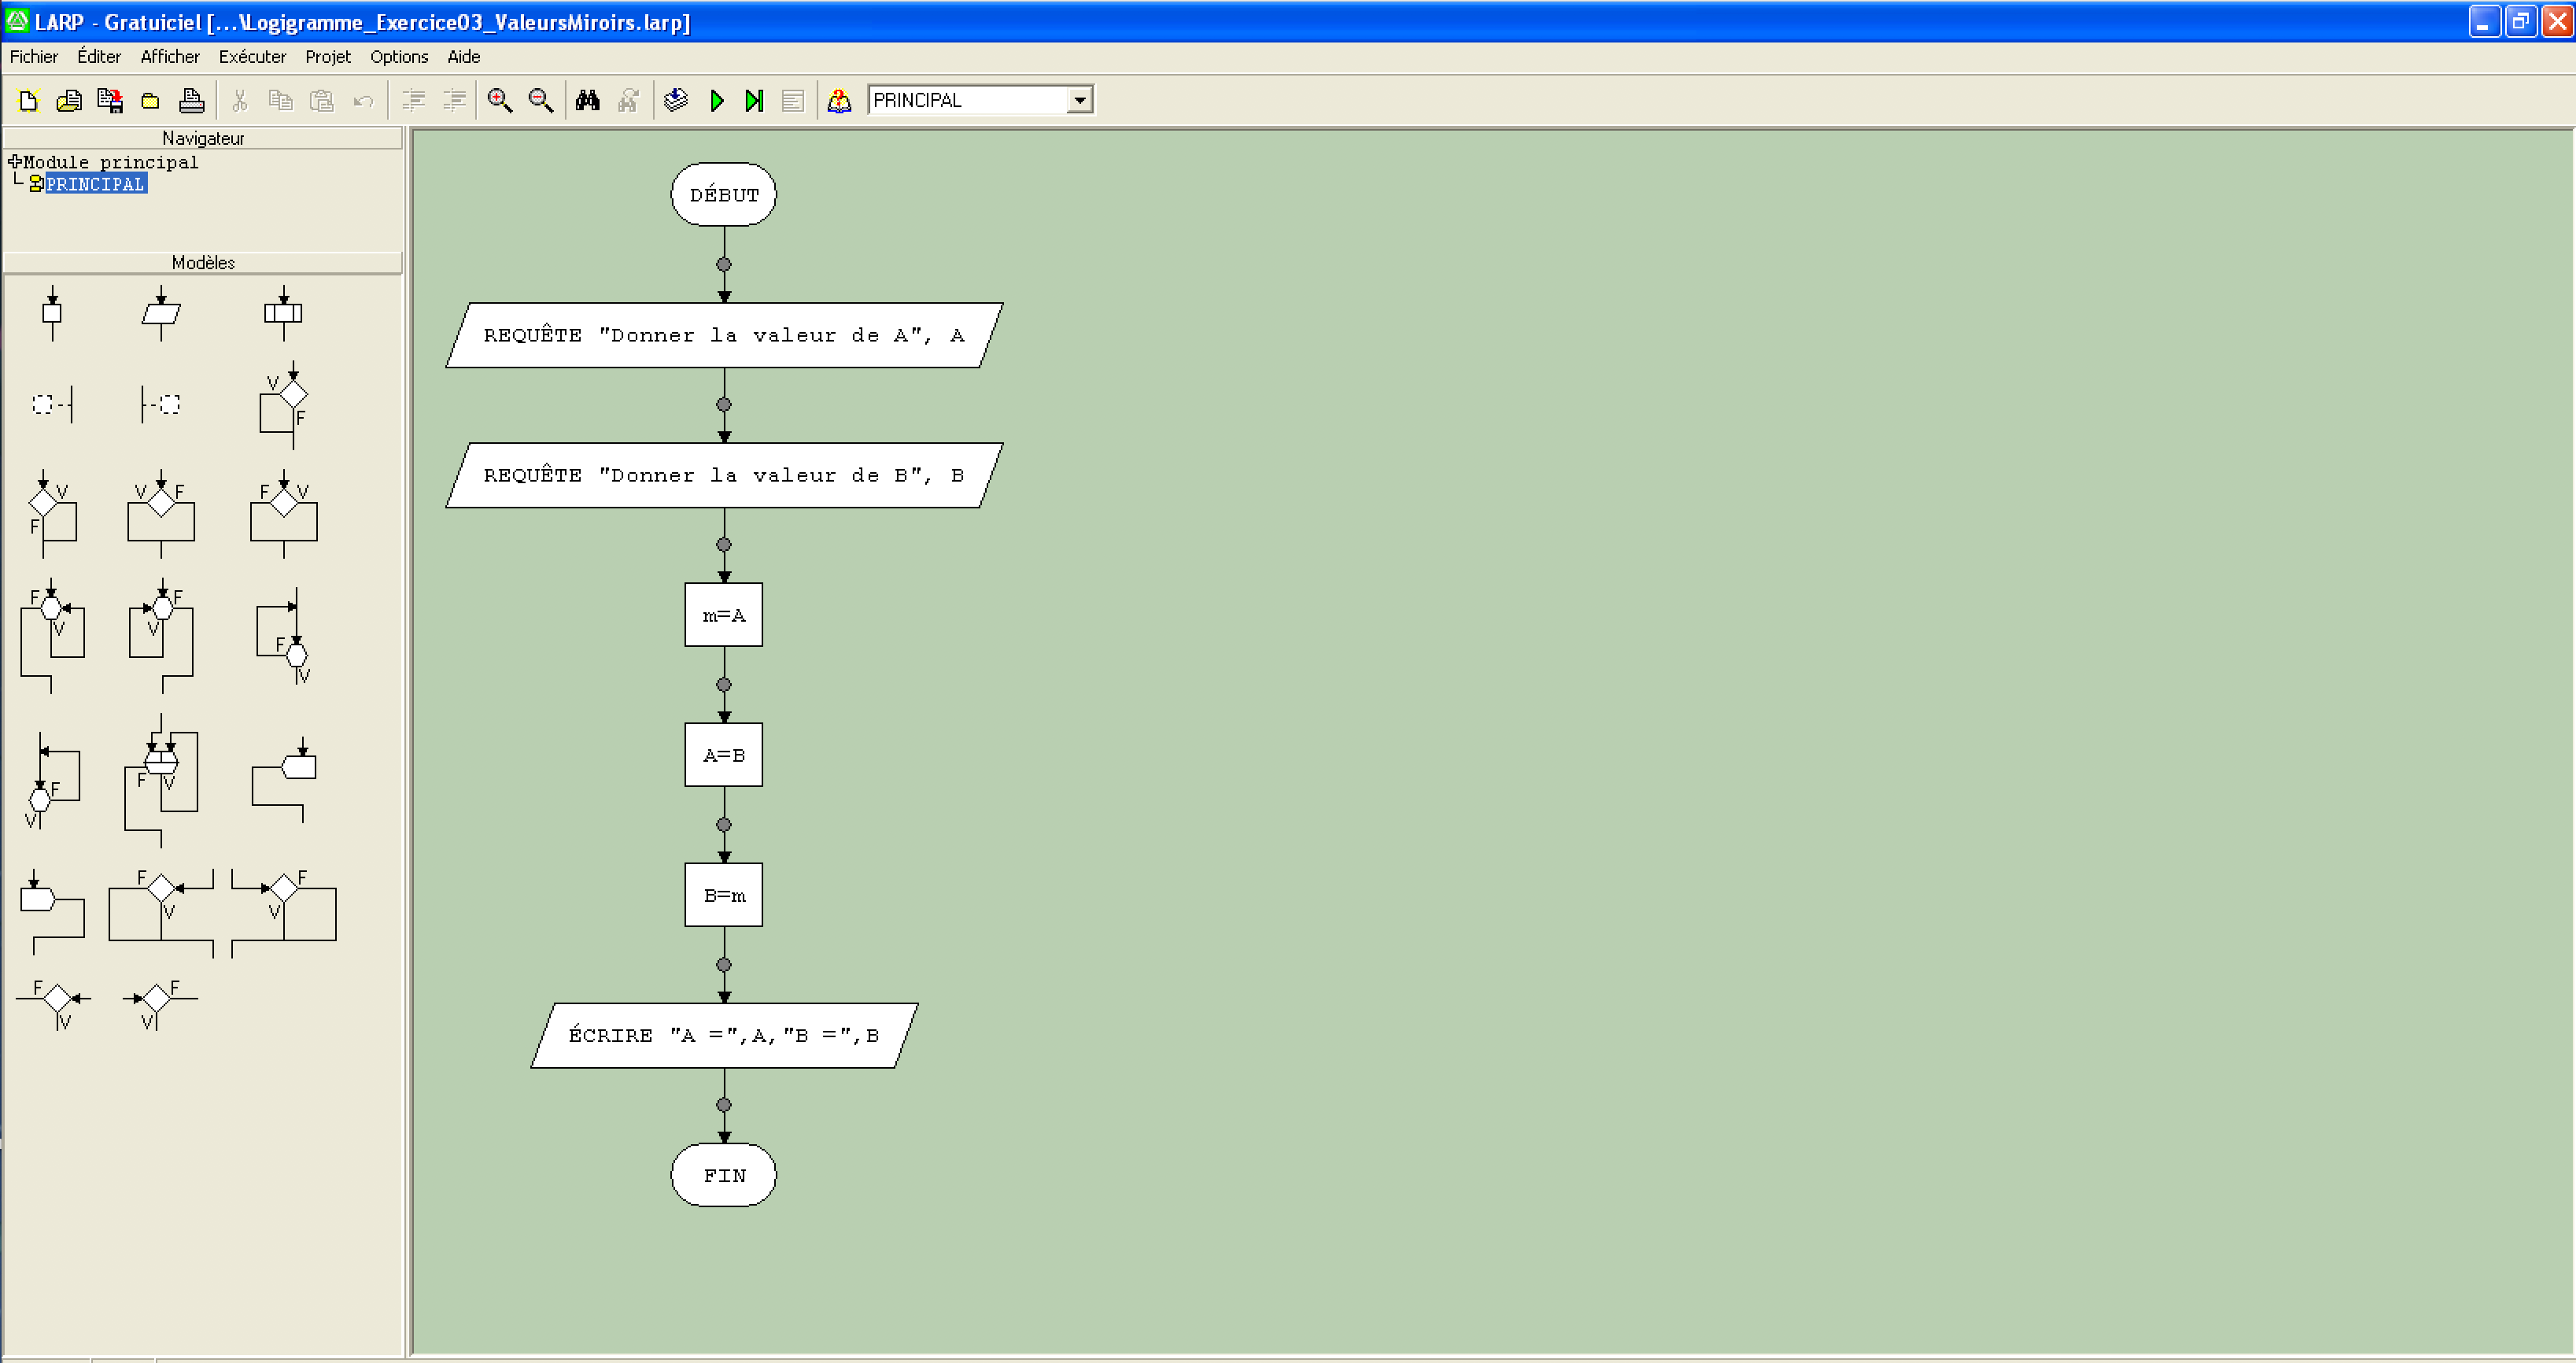 LARP - Gratuiciel [...\Logigramme_Exercice03_ValeursMiroirs.larp]
Fichier Éditer Afficher Exécuter Projet Options Aide
PRINCIPAL
Navigateur
Module principal
PRINCIPAL
Modèles
V
F
V
F
V F
F V
F
V
F
V
F
V
F
V
F
V
F
V
F
V
F
V
F
V
DÉBUT
REQUÊTE "Donner la valeur de A", A
REQUÊTE "Donner la valeur de B", B
m=A
A=B
B=m
ÉCRIRE "A =",A,"B =",B
FIN